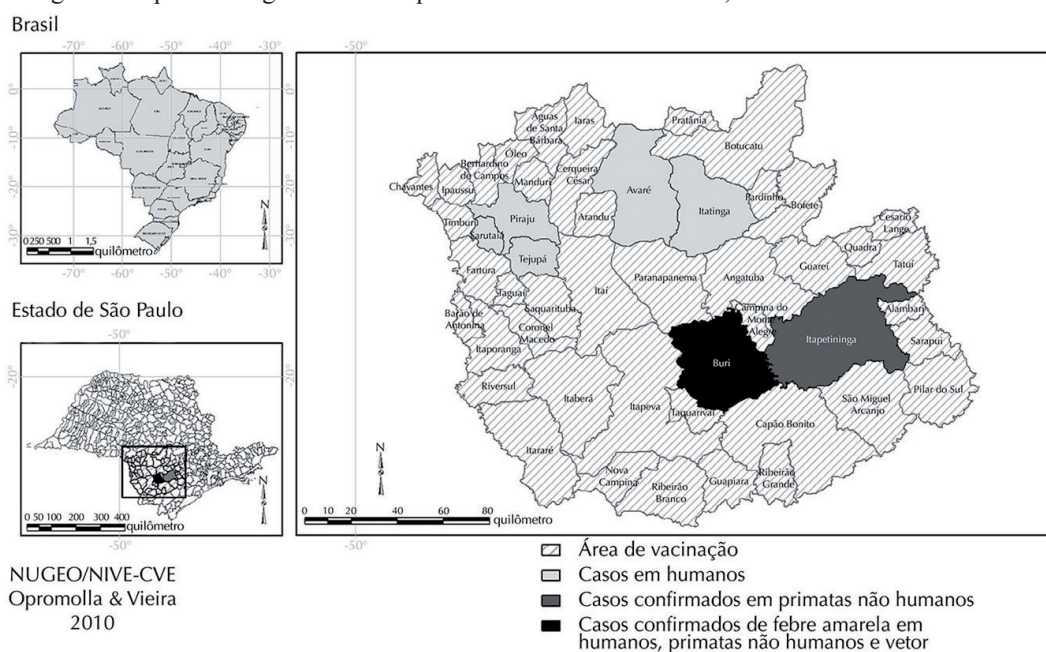 Brasil
-70° -60° -50° -40° -30°
0°
-10°
-20°
-30°
N
0250 500 1 1,5
quilômetro
Estado de São Paulo
-50°
-20°
N
0 50 100 200 300 400
quilômetro
-50°
NUGEO/NIVE-CVE
Opromolla & Vieira
2010
-50°
Águas
de Santa
Bárbara
Iaras
Pratânia
Botucatu
Óleo
Bernardino
de Campos
Manduri
Cerqueira
César
Chavantes
Ipaussu
Avaré
Itatinga
Pardinho
Bofete
Piraju
Arandu
Timburi
Sarutaiá
Tejupá
Cesario
Lange
Quadra
Tatuí
Fartura
Taguaí
Itaí
Paranapanema
Angatuba
Guareí
Barão de
Antonina
Coronel
Macedo
Campina do
Monte
Alegre
Alambari
Itaporanga
Buri
Itapetininga
Sarapui
Riversul
Itaberá
Itapeva
Taquarivaí
São Miguel
Arcanjo
Pilar do Sul
Capão Bonito
Itararé
Nova
Campina
Ribeirão
Branco
Guapiara
Ribeirão
Grande
N
0 10 20 40 60 80
quilômetro
-50°
Área de vacinação
Casos em humanos
Casos confirmados em primatas não humanos
Casos confirmados de febre amarela em
humanos, primatas não humanos e vetor